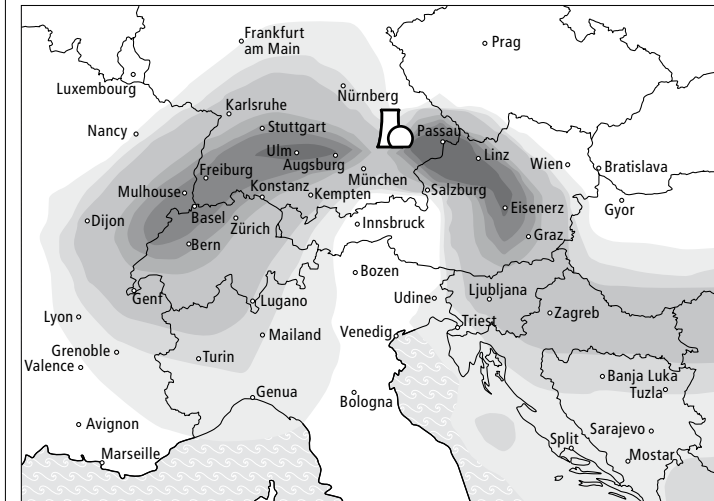 Frankfurt
am Main
Prag
Luxembourg
Nürnberg
Karlsruhe
Nancy
Stuttgart
Passau
Ulm
Augsburg
Linz
Wien
Bratislava
Freiburg
München
Mulhouse
Konstanz
Kempten
Salzburg
Eisenerz
Gyor
Dijon
Basel
Zürich
Innsbruck
Bern
Graz
Bozen
Genf
Lugano
Udine
Ljubljana
Lyon
Mailand
Venedig
Triest
Zagreb
Grenoble
Valence
Turin
Banja Luka
Tuzla
Genua
Bologna
Avignon
Split
Sarajevo
Marseille
Mostar